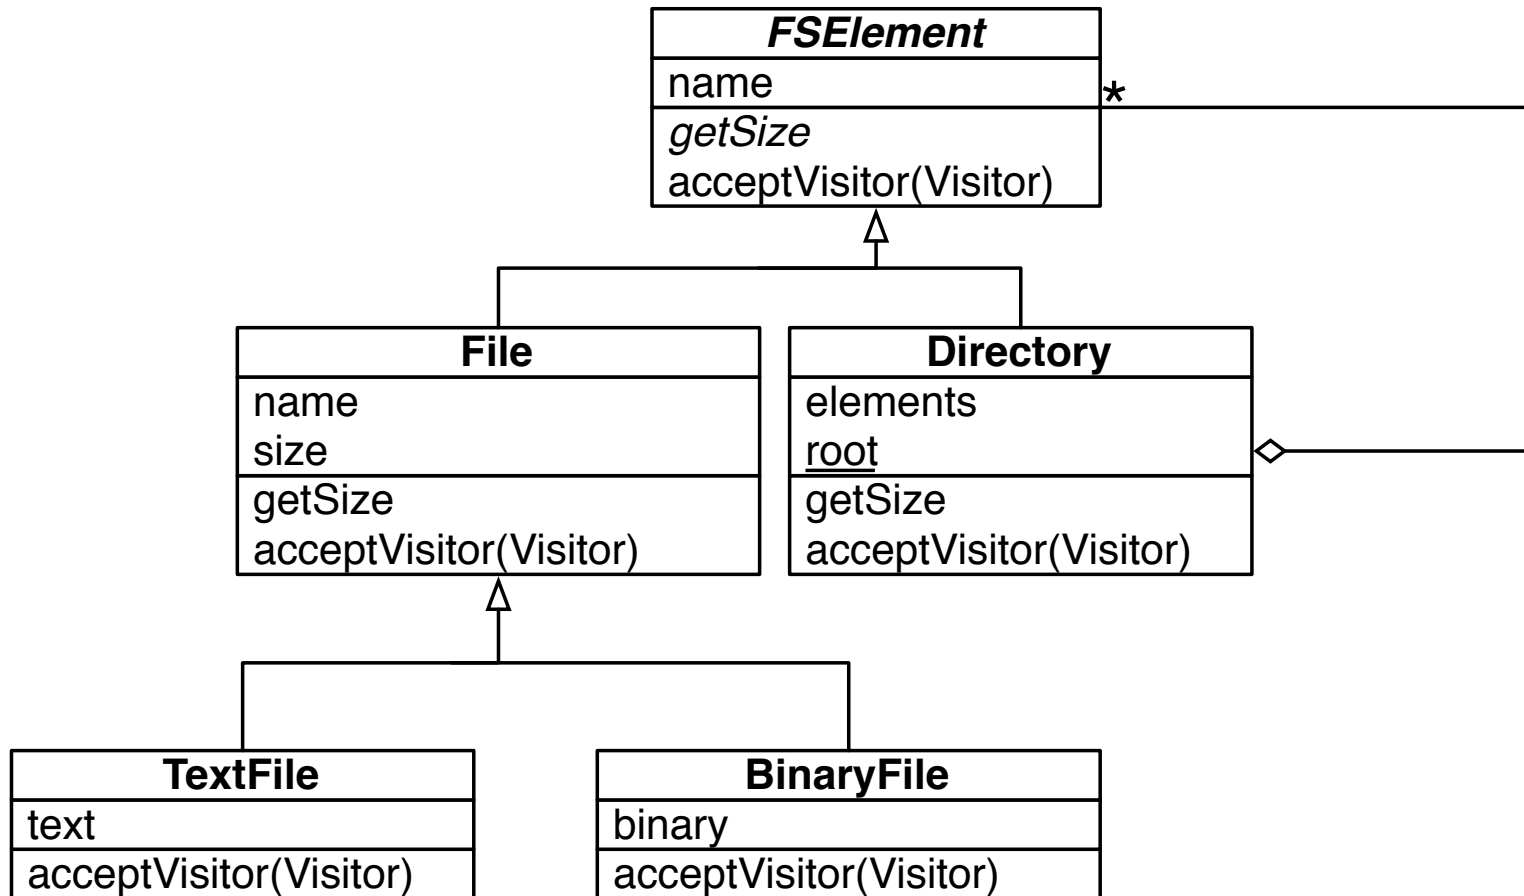 FSElement
name
*
getSize
acceptVisitor(Visitor)
File
name
size
getSize
acceptVisitor(Visitor)
Directory
elements
root
getSize
acceptVisitor(Visitor)
TextFile
text
acceptVisitor(Visitor)
BinaryFile
binary
acceptVisitor(Visitor)